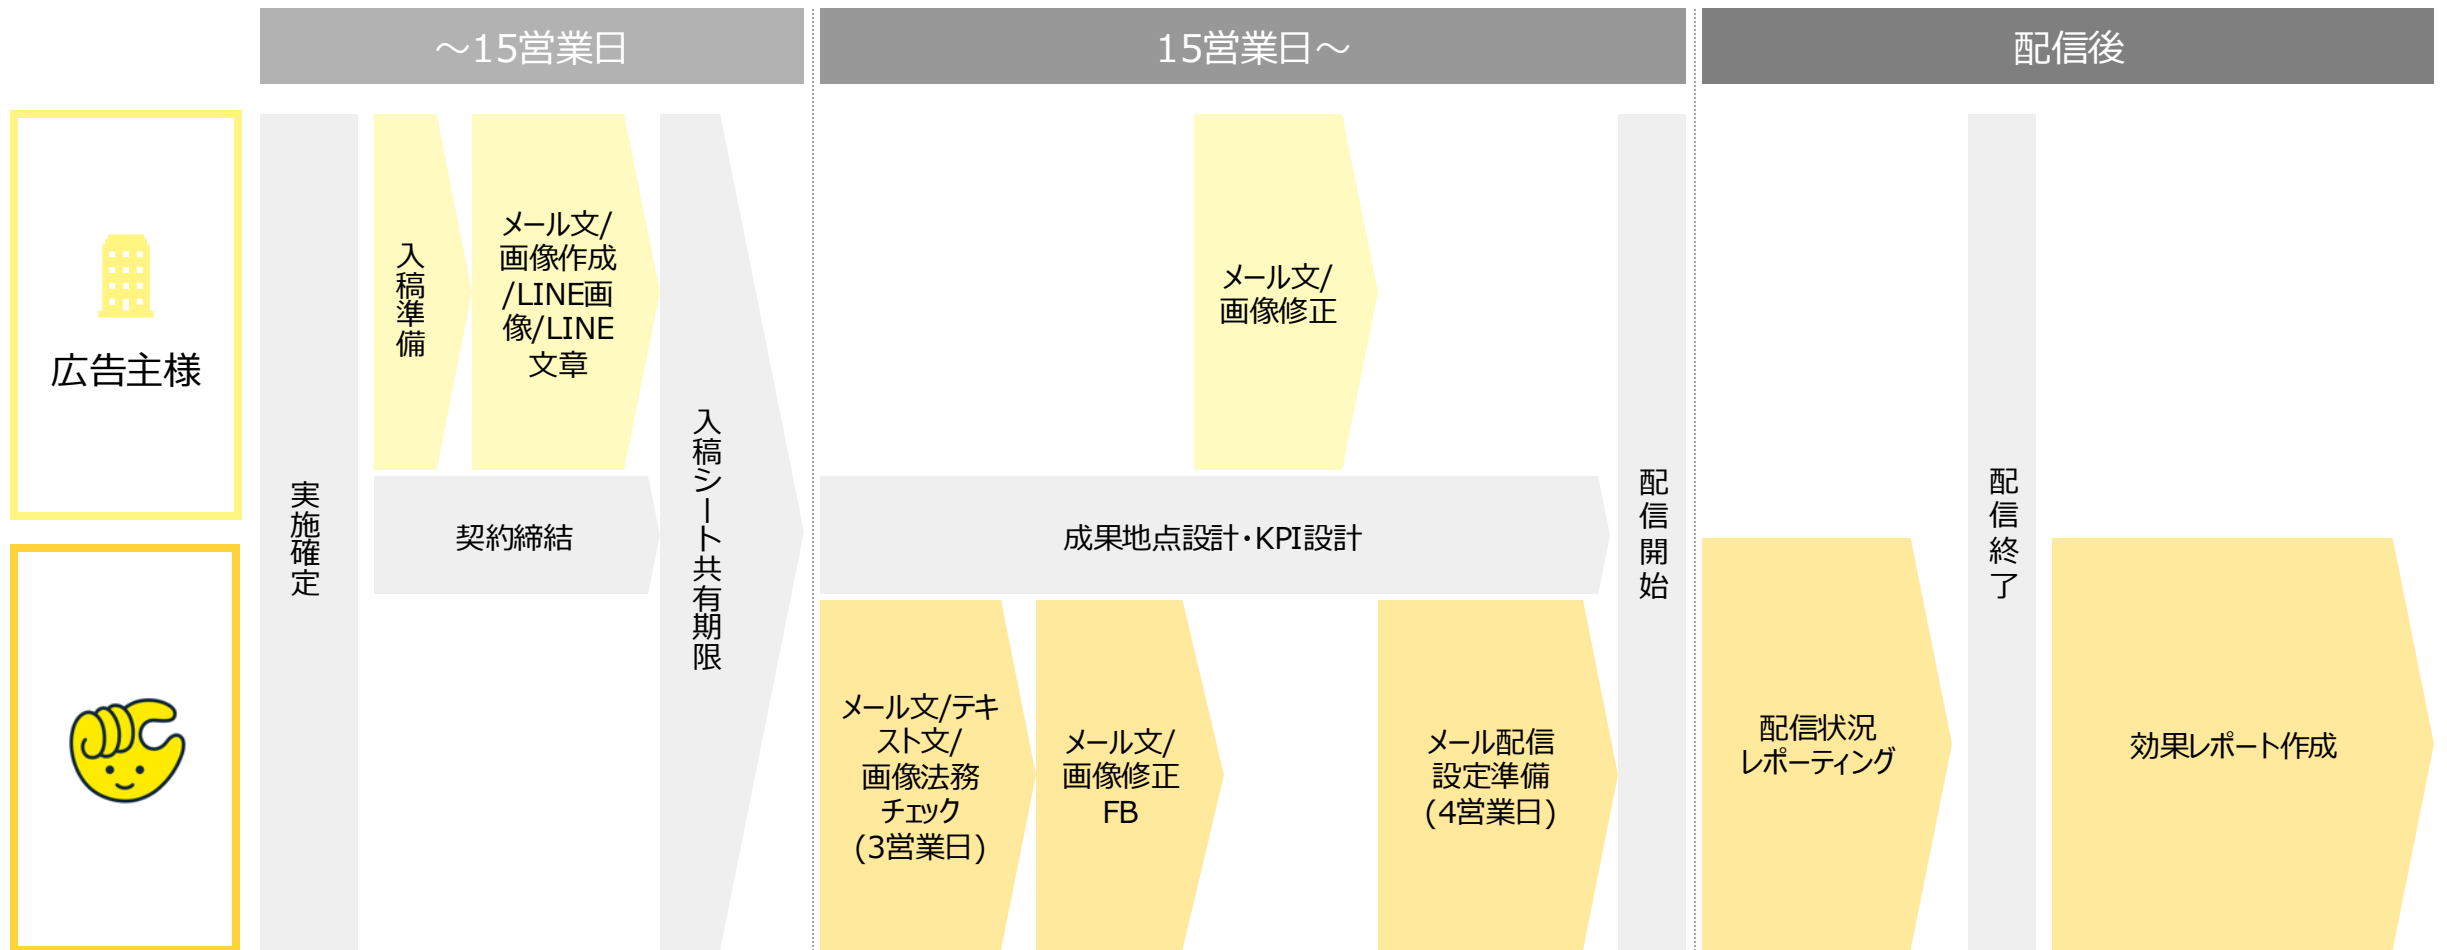 ～15営業日
15営業日～
配信後
広告主様
実施確定
入稿準備
メール文/
画像作成
/LINE画
像/LINE
文章
契約締結
入稿シート共有期限
メール文/
画像修正
成果地点設計・KPI設計
メール文/テキ
スト文/
画像法務
チェック
(3営業日)
メール文/
画像修正
FB
メール配信
設定準備
(4営業日)
配信開始
配信状況
レポーティング
配信終了
効果レポート作成